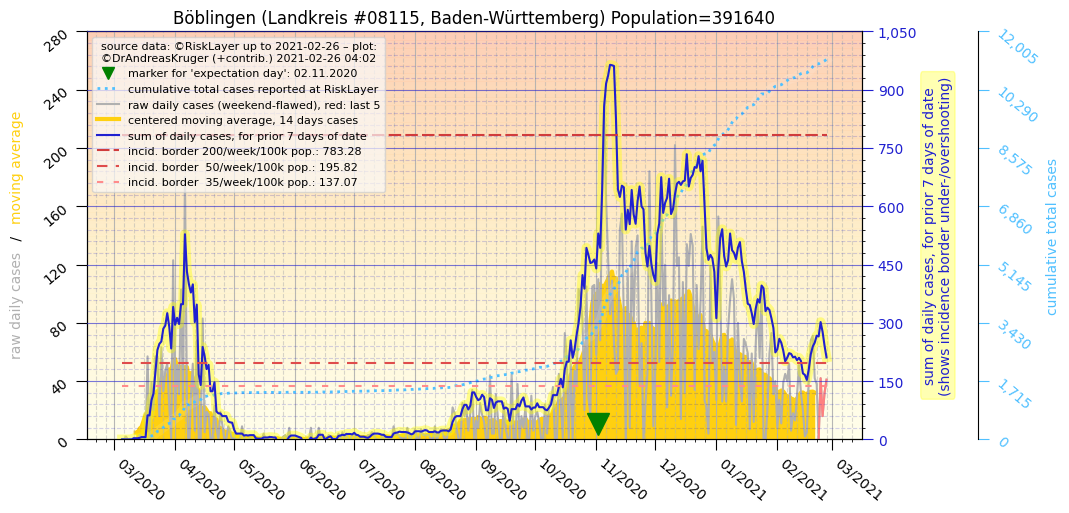 Böblingen (Landkreis #08115, Baden-Württemberg) Population=391640
source data: ©RiskLayer up to 2021-02-26 – plot:
©DrAndreasKruger (+contrib.) 2021-02-26 04:02
marker for 'expectation day': 02.11.2020
cumulative total cases reported at RiskLayer
raw daily cases (weekend-flawed), red: last 5
centered moving average, 14 days cases
sum of daily cases, for prior 7 days of date
incid. border 200/week/100k pop.: 783.28
incid. border  50/week/100k pop.: 195.82
incid. border  35/week/100k pop.: 137.07
raw daily cases / moving average
280
240
200
160
120
80
40
0
03/2020
04/2020
05/2020
06/2020
07/2020
08/2020
09/2020
10/2020
11/2020
12/2020
01/2021
02/2021
03/2021
1,050
900
750
600
450
300
150
0
sum of daily cases, for prior 7 days of date
(shows incidence border under-/overshooting)
12,005
10,290
8,575
6,860
5,145
3,430
1,715
0
cumulative total cases